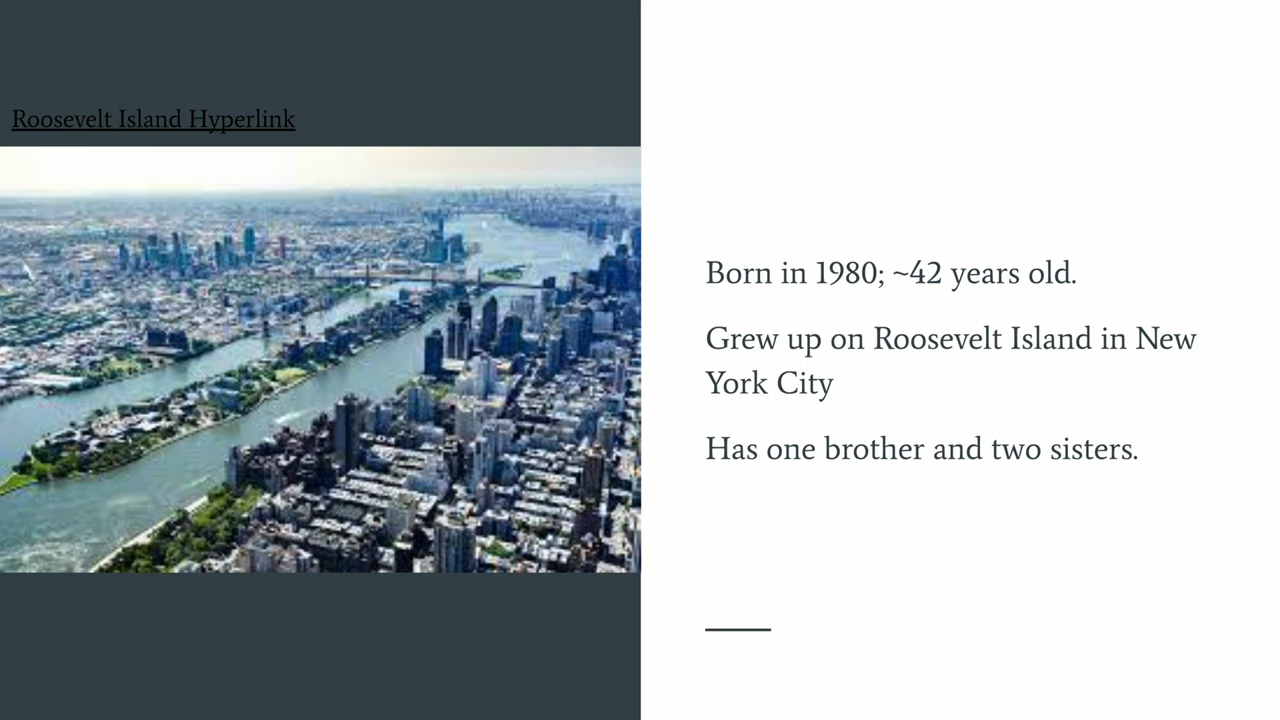 Roosevelt Island Hyperlink
Born in 1980; ~42 years old.
Grew up on Roosevelt Island in New
York City
Has one brother and two sisters.